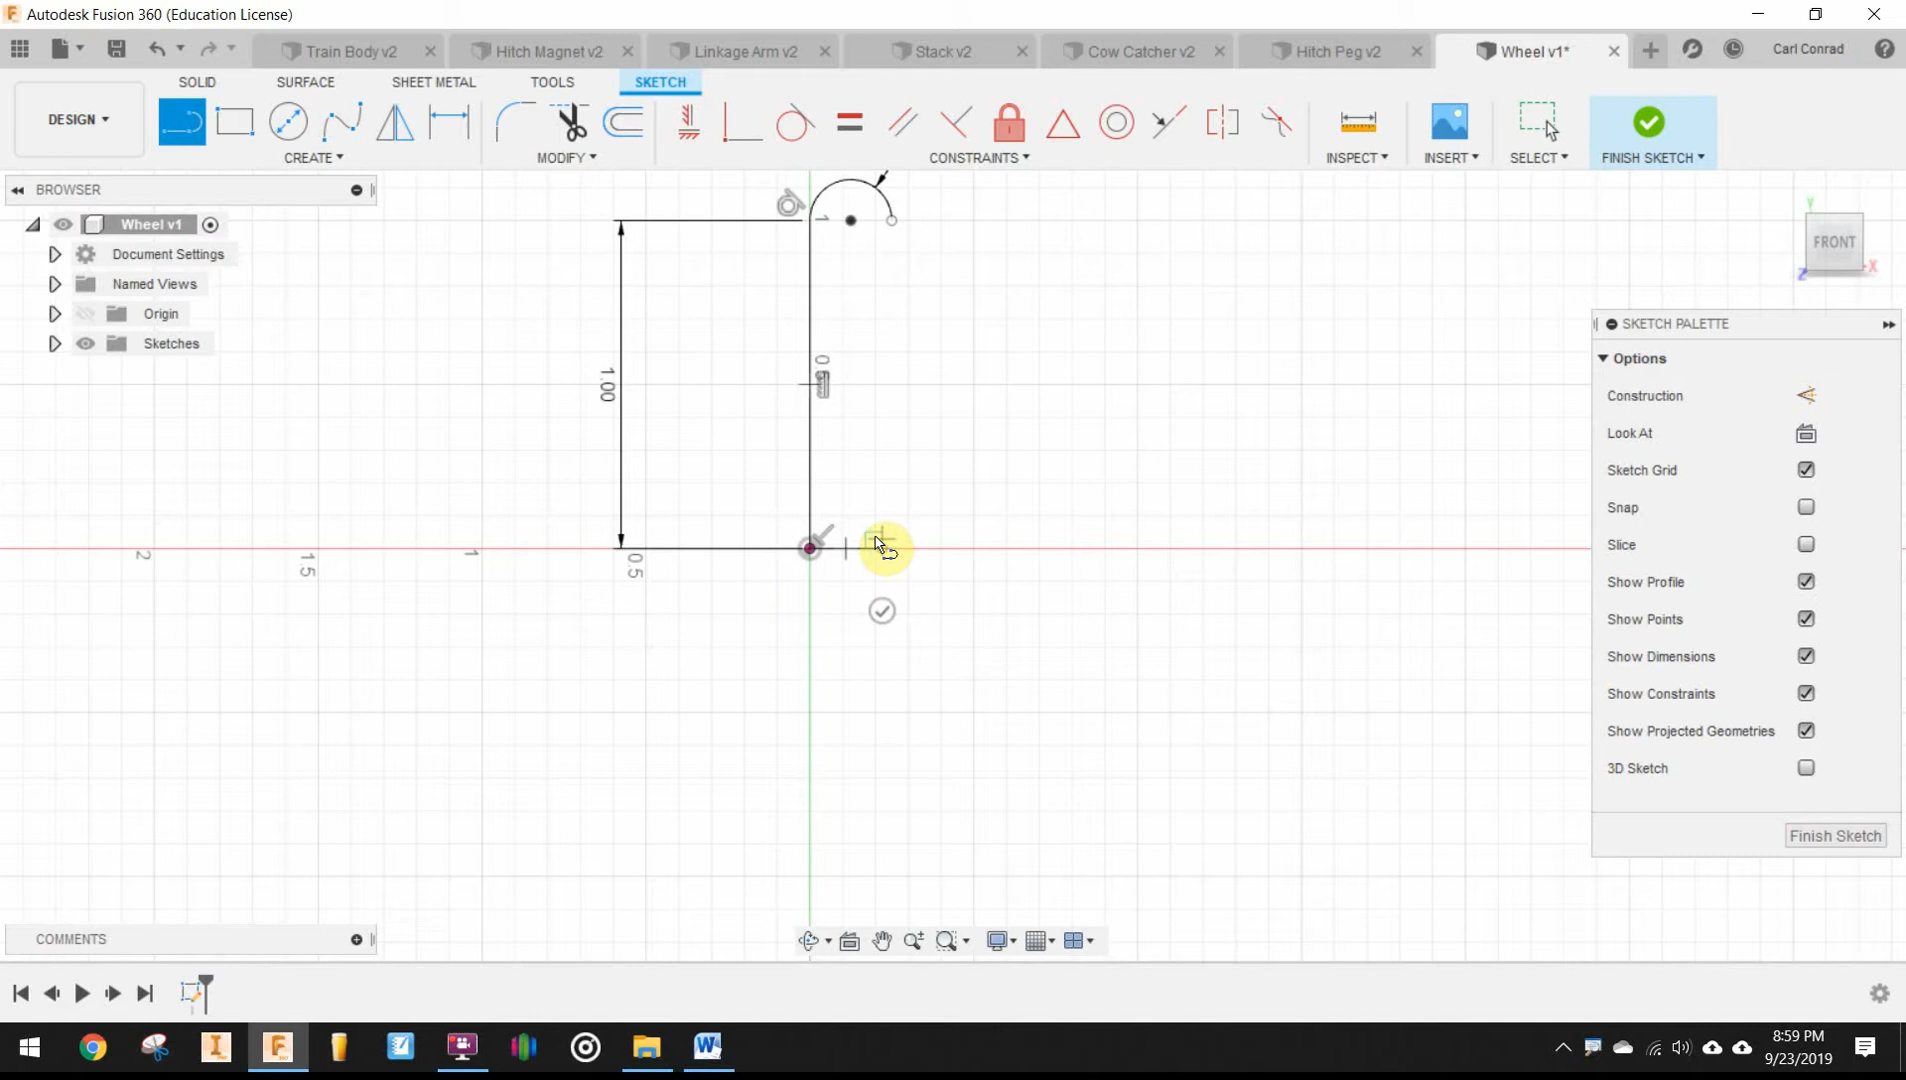 Autodesk Fusion 360 (Education License)
Train Body v2
Hitch Magnet v2
Linkage Arm v2
Stack v2
Cow Catcher v2
Hitch Peg v2
Wheel v1*
Carl Conrad
SOLID
SURFACE
SHEET METAL
TOOLS
SKETCH
DESIGN
CREATE
MODIFY
CONSTRAINTS
INSPECT
INSERT
SELECT
FINISH SKETCH
BROWSER
Wheel v1
Document Settings
Named Views
Origin
Sketches
1
1.00
2
1.5
1
0.5
Y
FRONT
X
Z
SKETCH PALETTE
Options
Construction
Look At
Sketch Grid
Snap
Slice
Show Profile
Show Points
Show Dimensions
Show Constraints
Show Projected Geometries
3D Sketch
Finish Sketch
COMMENTS
8:59 PM
9/23/2019